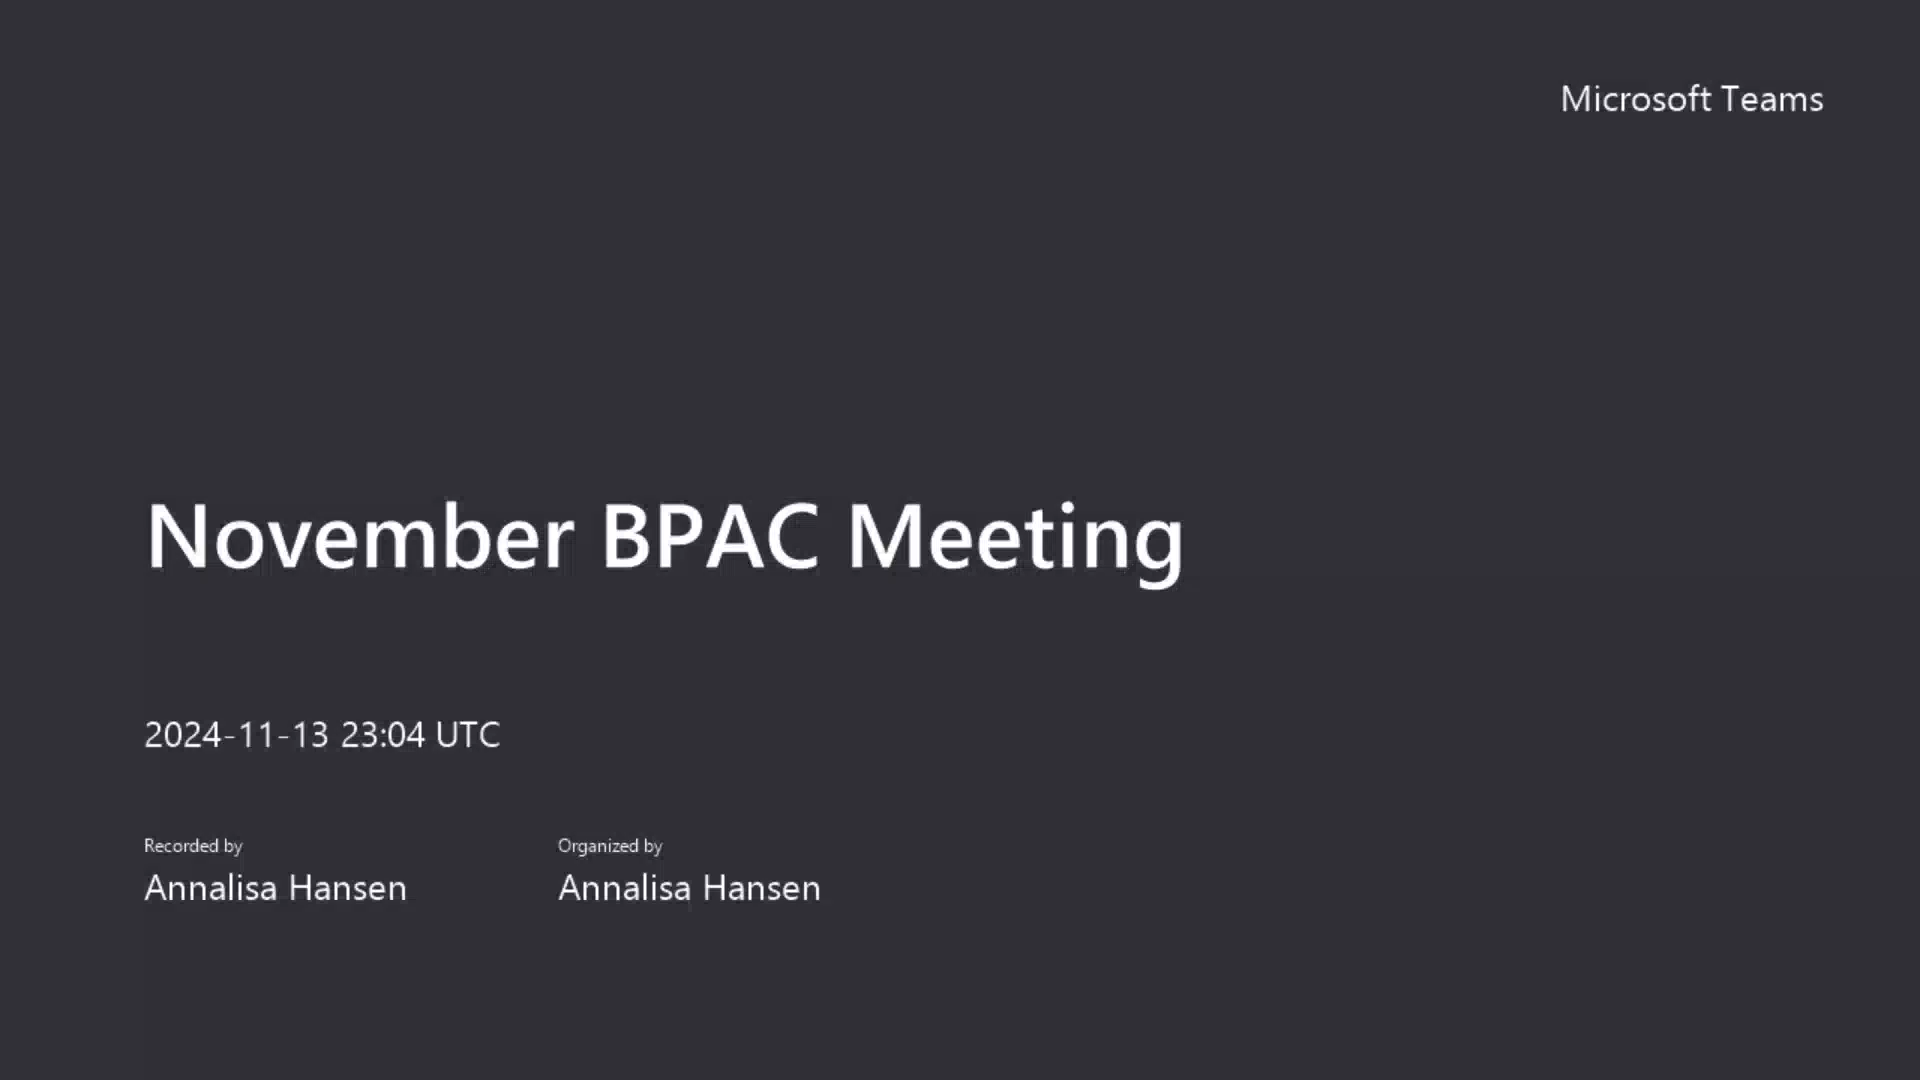 Microsoft Teams
November BPAC Meeting
2024-11-13 23:04 UTC
Recorded by
Annalisa Hansen
Organized by
Annalisa Hansen